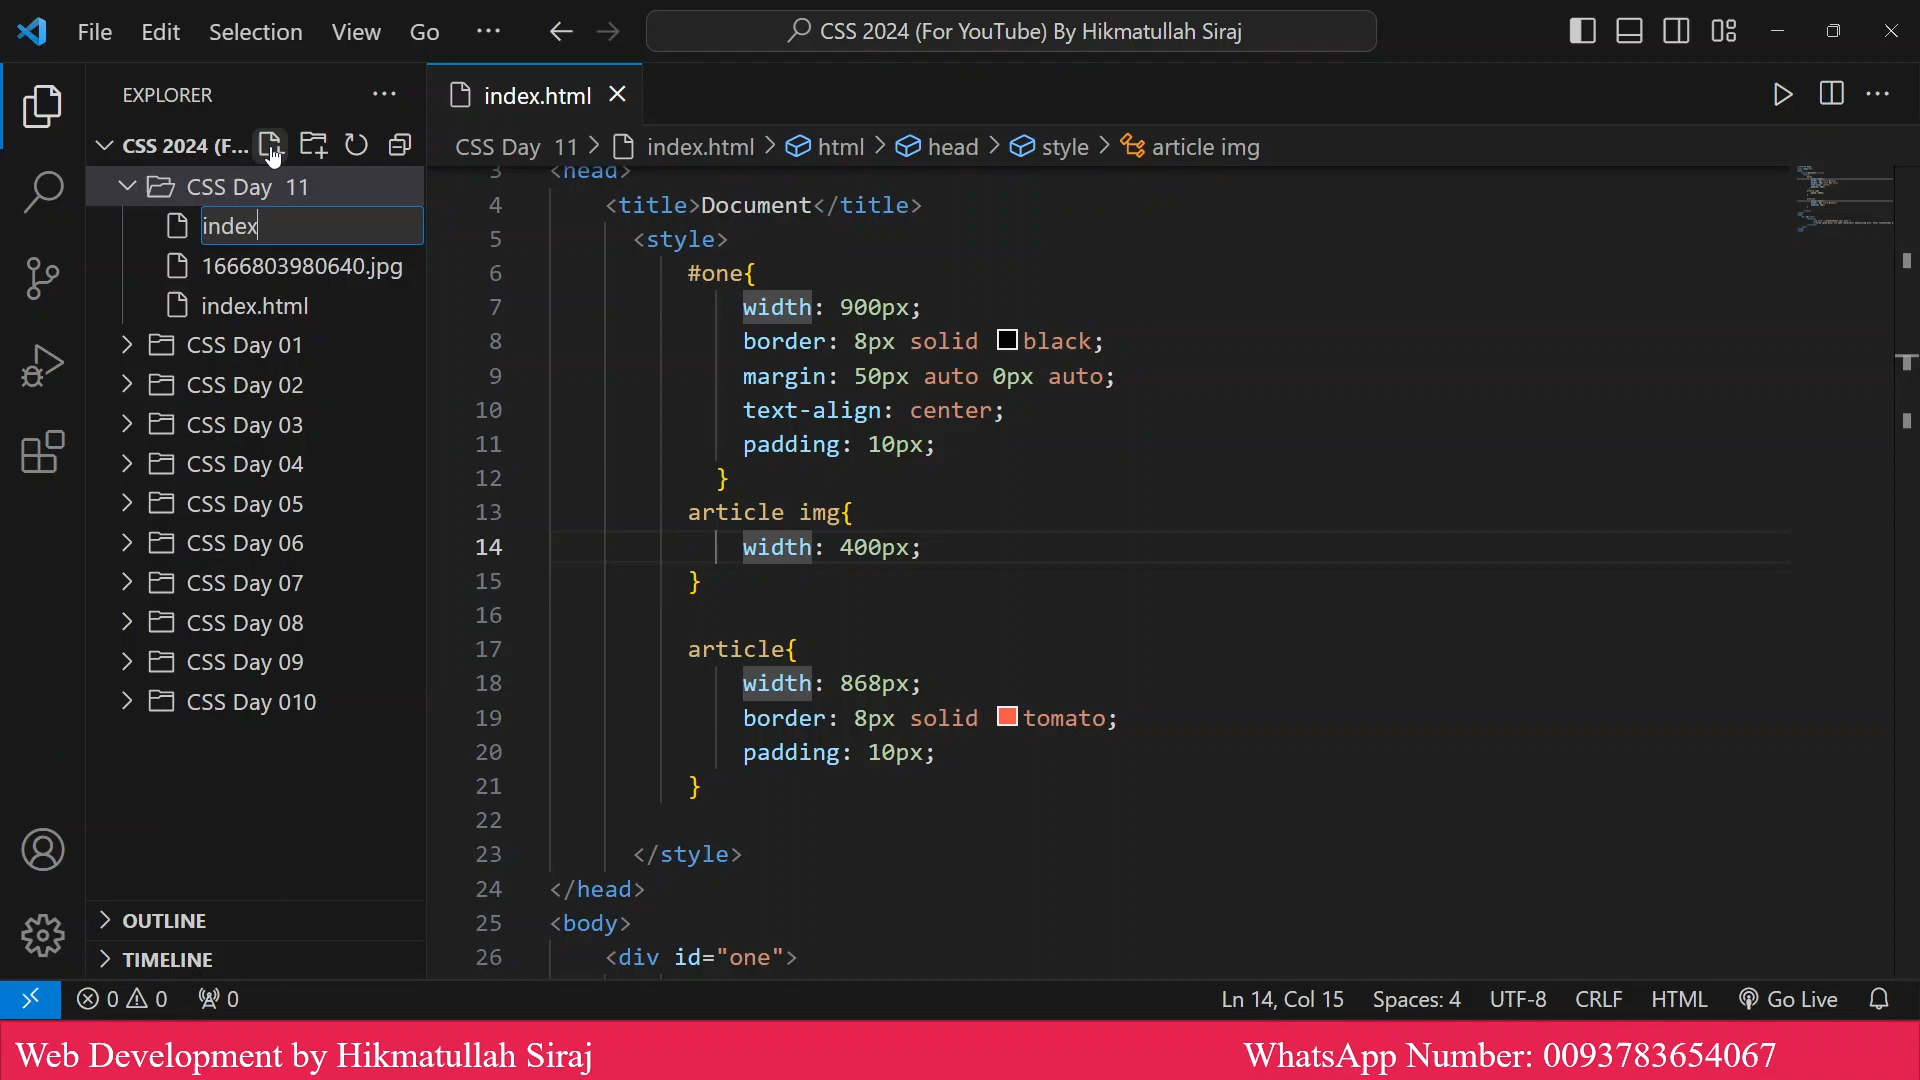 File Edit Selection View Go CSS 2024 (For YouTube) By Hikmatullah Siraj
EXPLORER
CSS 2024 (F...
CSS Day 11
index
1666803980640.jpg
index.html
CSS Day 01
CSS Day 02
CSS Day 03
CSS Day 04
CSS Day 05
CSS Day 06
CSS Day 07
CSS Day 08
CSS Day 09
CSS Day 010
OUTLINE
TIMELINE
index.html
CSS Day 11 > index.html > html > head > style > article img
3 <head>
4 <title>Document</title>
5 <style>
6 #one{
7 width: 900px;
8 border: 8px solid black;
9 margin: 50px auto 0px auto;
10 text-align: center;
11 padding: 10px;
12 }
13 article img{
14 width: 400px;
15 }
16
17 article{
18 width: 868px;
19 border: 8px solid tomato;
20 padding: 10px;
21 }
22
23 </style>
24 </head>
25 <body>
26 <div id="one">
0 0 0 Ln 14, Col 15 Spaces: 4 UTF-8 CRLF HTML Go Live
Web Development by Hikmatullah Siraj WhatsApp Number: 0093783654067